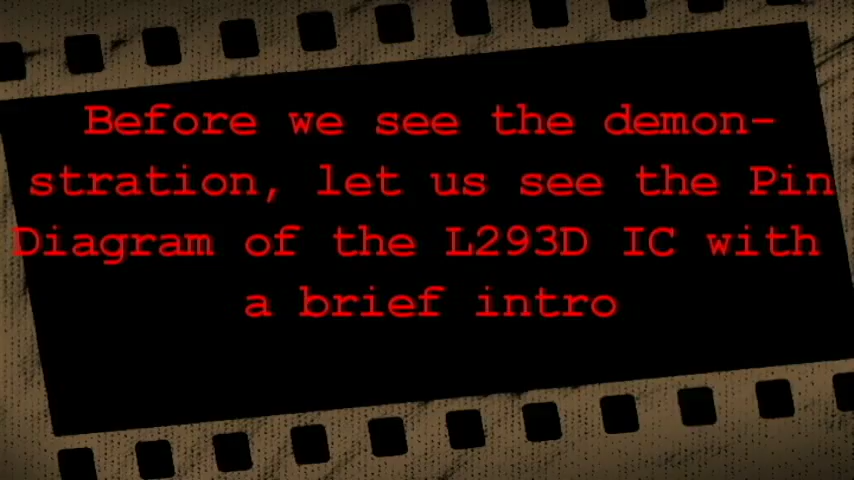 Before we see the demon-
stration, let us see the Pin
Diagram of the L293D IC with
a brief intro